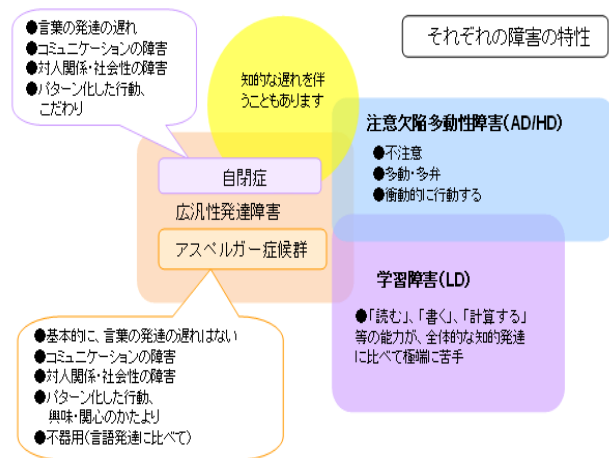 それぞれの障害の特性
●言葉の発達の遅れ
●コミュニケーションの障害
●対人関係・社会性の障害
●パターン化した行動、
こだわり
知的な遅れを伴
うこともあります
自閉症
広汎性発達障害
アスペルガー症候群
注意欠陥多動性障害(AD/HD)
●不注意
●多動・多弁
●衝動的に行動する
学習障害(LD)
●「読む」、「書く」、「計算する」
等の能力が、全体的な知的発達
に比べて極端に苦手
●基本的に、言葉の発達の遅れはない
●コミュニケーションの障害
●対人関係・社会性の障害
●パターン化した行動、
興味・関心のかたより
●不器用(言語発達に比べて)